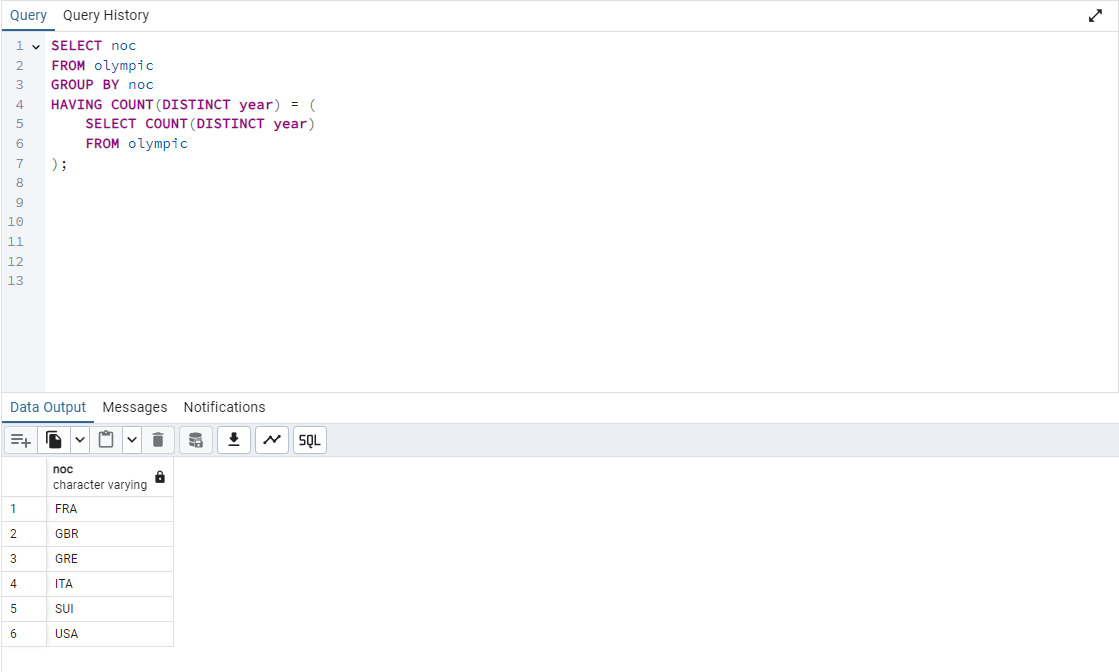 Query Query History
1 SELECT noc
2 FROM olympic
3 GROUP BY noc
4 HAVING COUNT(DISTINCT year) = (
5 SELECT COUNT(DISTINCT year)
6 FROM olympic
7 );
8
9
10
11
12
13
Data Output Messages Notifications
SQL
noc
character varying
1 FRA
2 GBR
3 GRE
4 ITA
5 SUI
6 USA